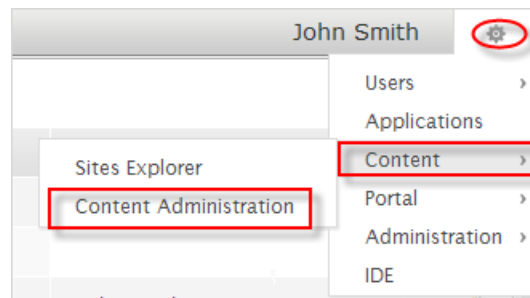 John Smith
Users
Applications
Content
Sites Explorer
Content Administration
Portal
Administration
IDE